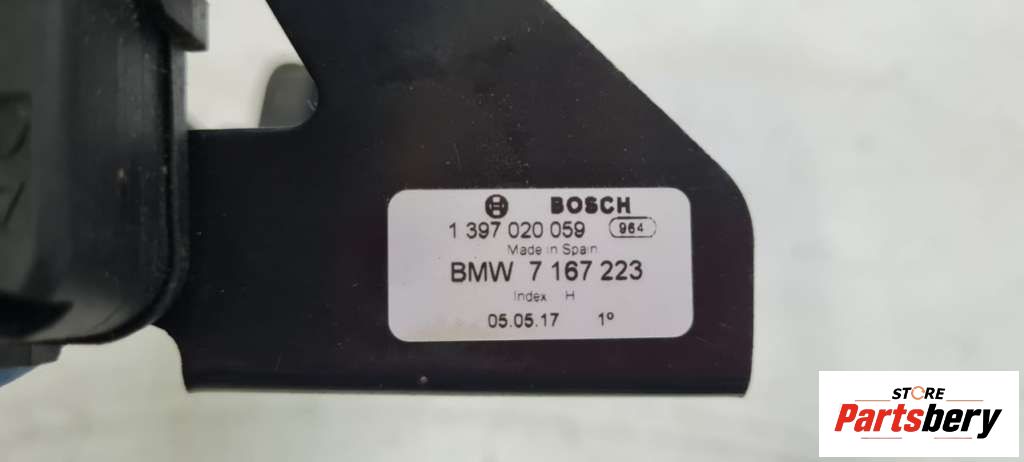 BOSCH
1 397 020 059 964
Made in Spain
BMW 7 167 223
Index H
05.05.17 1º
STORE
Partsbery